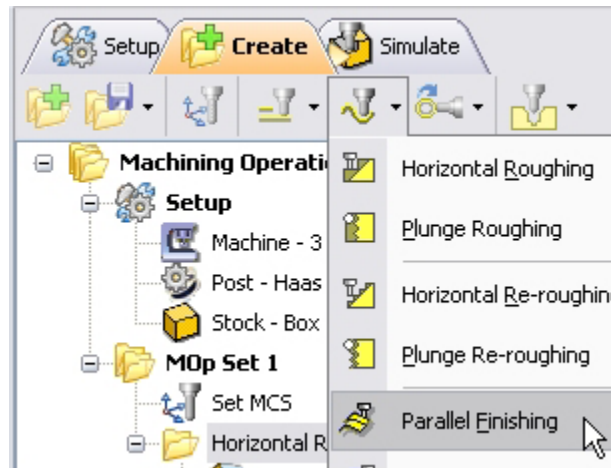 Setup Create Simulate
Machining Operati
Setup
Machine - 3
Post - Haas
Stock - Box
MOp Set 1
Set MCS
Horizontal R
Horizontal Roughing
Plunge Roughing
Horizontal Re-roughin
Plunge Re-roughing
Parallel Finishing